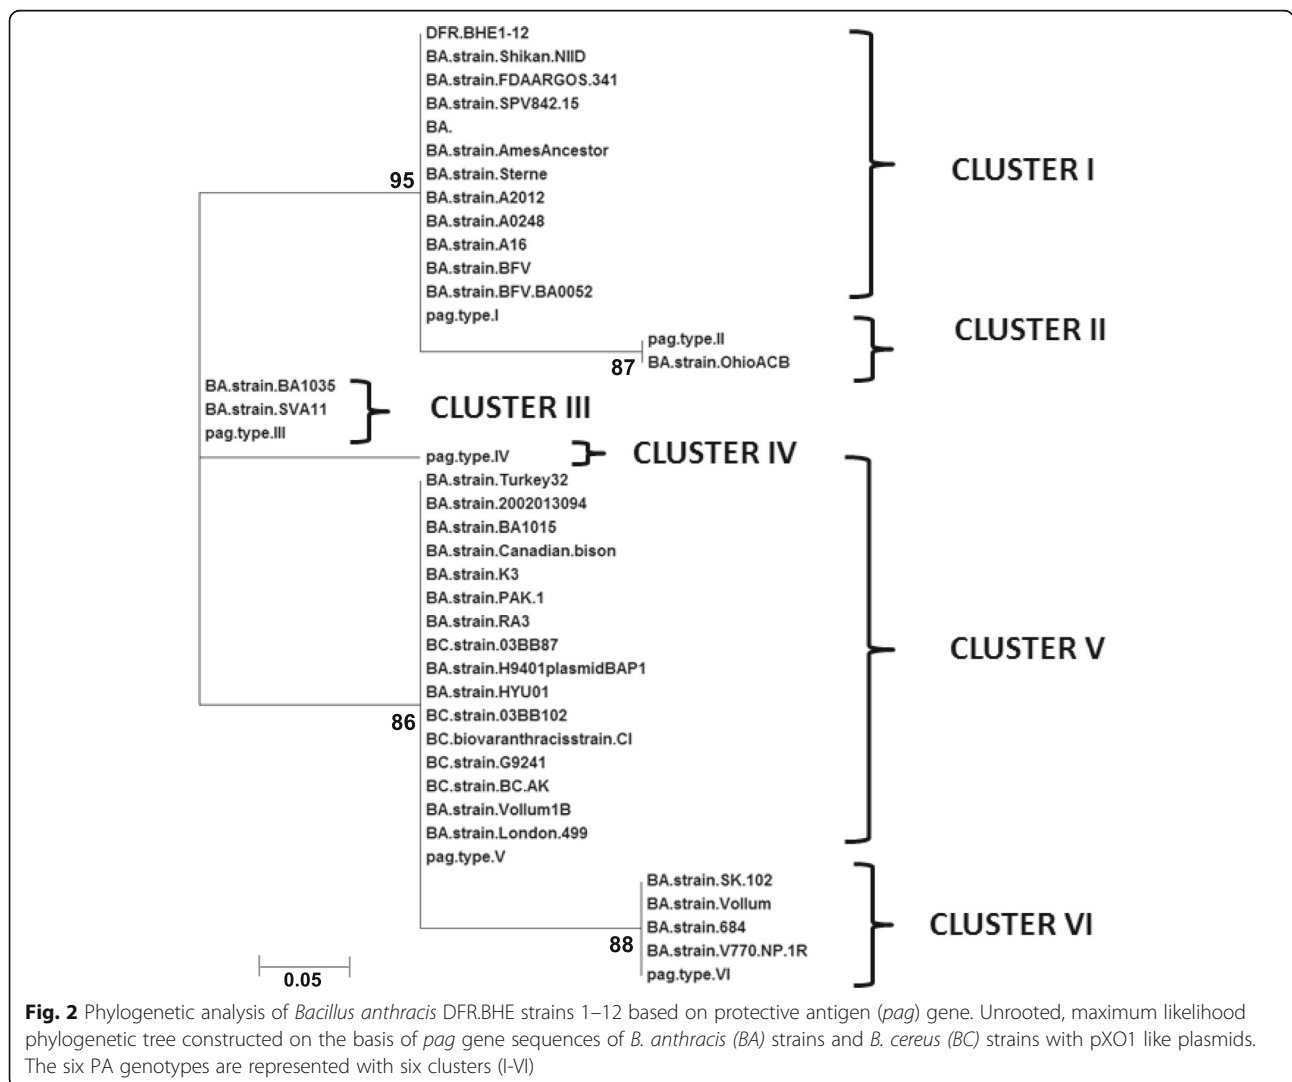 DFR.BHE1-12
BA.strain.Shikan.NIID
BA.strain.FDAARGOS.341
BA.strain.SPV842.15
BA.
BA.strain.AmesAncestor
BA.strain.Sterne
BA.strain.A2012
BA.strain.A0248
BA.strain.A16
BA.strain.BFV
BA.strain.BFV.BA0052
pag.type.I
95
CLUSTER I
pag.type.II
BA.strain.OhioACB
87
CLUSTER II
BA.strain.BA1035
BA.strain.SVA11
pag.type.III
CLUSTER III
pag.type.IV
CLUSTER IV
BA.strain.Turkey32
BA.strain.2002013094
BA.strain.BA1015
BA.strain.Canadian.bison
BA.strain.K3
BA.strain.PAK.1
BA.strain.RA3
BC.strain.03BB87
BA.strain.H9401plasmidBAP1
BA.strain.HYU01
BC.strain.03BB102
BC.biovaranthracisstrain.CI
BC.strain.G9241
BC.strain.BC.AK
BA.strain.Vollum1B
BA.strain.London.499
pag.type.V
86
CLUSTER V
BA.strain.SK.102
BA.strain.Vollum
BA.strain.684
BA.strain.V770.NP.1R
pag.type.VI
88
CLUSTER VI
0.05
Fig. 2 Phylogenetic analysis of Bacillus anthracis DFR.BHE strains 1–12 based on protective antigen (pag) gene. Unrooted, maximum likelihood
phylogenetic tree constructed on the basis of pag gene sequences of B. anthracis (BA) strains and B. cereus (BC) strains with pXO1 like plasmids.
The six PA genotypes are represented with six clusters (I-VI)